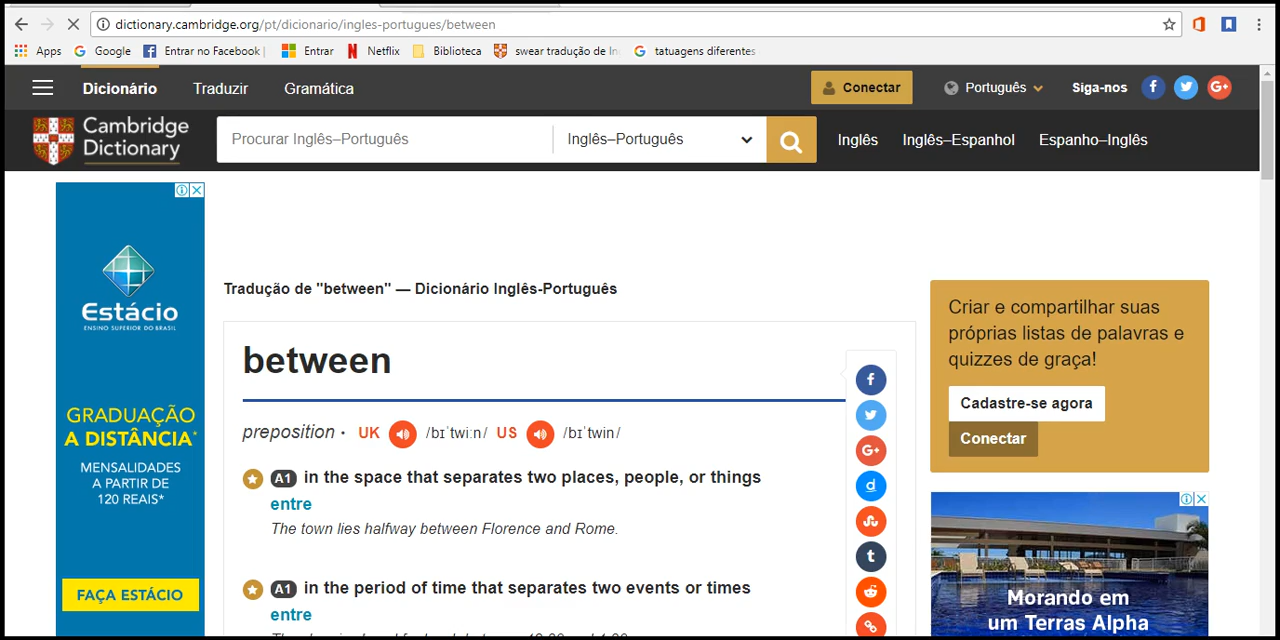 dictionary.cambridge.org/pt/dicionario/ingles-portugues/between
Apps Google Entrar no Facebook | Entrar Netflix Biblioteca swear tradução de In tatuagens diferentes
Dicionário Traduzir Gramática Conectar Português Siga-nos
Cambridge
Dictionary
Procurar Inglês–Português Inglês–Português Inglês Inglês–Espanhol Espanho–Inglês
Estácio
ENSINO SUPERIOR DO BRASIL
GRADUAÇÃO
A DISTÂNCIA*
MENSALIDADES
A PARTIR DE
120 REAIS*
FAÇA ESTÁCIO
Tradução de "between" — Dicionário Inglês-Português
between
preposition · UK /bɪˈtwiːn/ US /bɪˈtwin/
A1 in the space that separates two places, people, or things
entre
The town lies halfway between Florence and Rome.
A1 in the period of time that separates two events or times
entre
Criar e compartilhar suas
próprias listas de palavras e
quizzes de graça!
Cadastre-se agora
Conectar
Morando em
um Terras Alpha